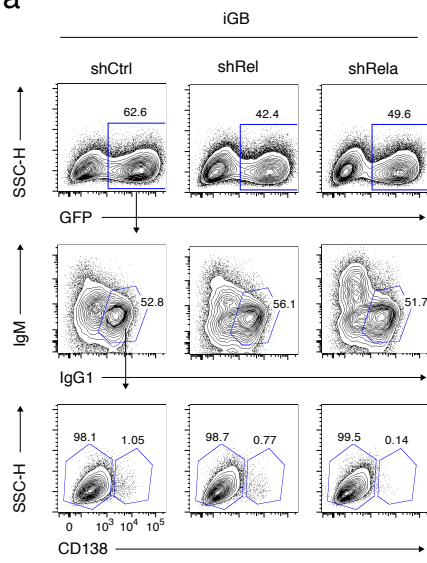 a
iGB
shCtrl shRel shRela
62.6 42.4 49.6
SSC-H
GFP
52.8 56.1 51.7
IgM
IgG1
98.1 1.05 98.7 0.77 99.5 0.14
SSC-H
0 10³ 10⁴ 10⁵
CD138